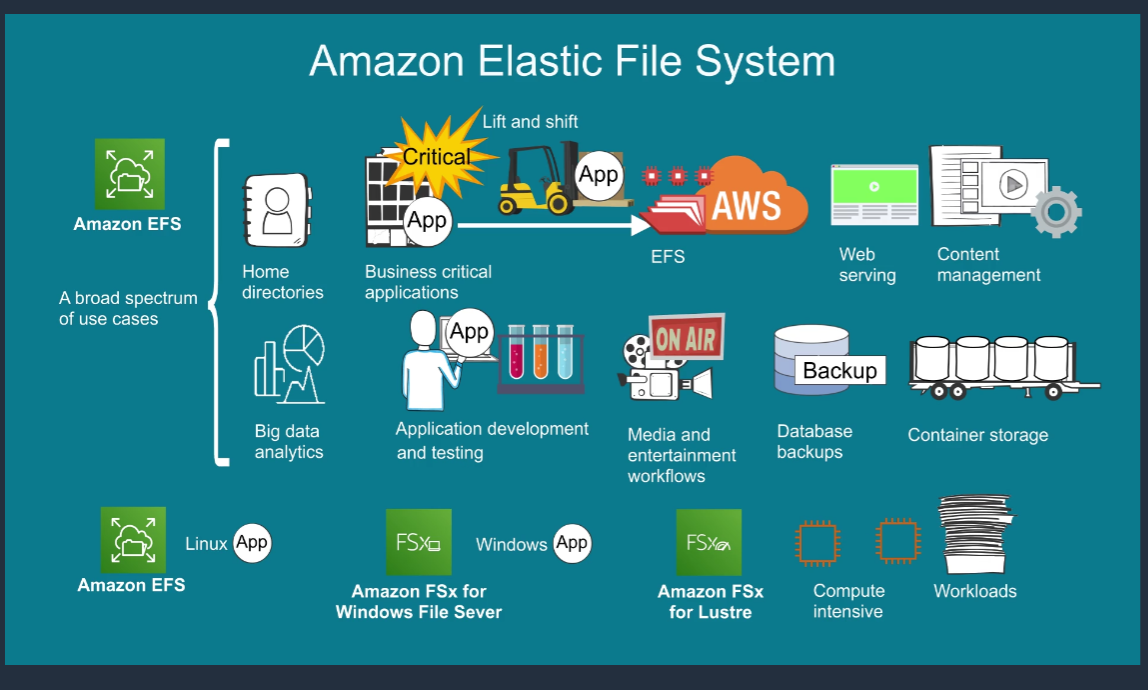 Amazon Elastic File System
Lift and shift
Critical
App
App
AWS
EFS
Amazon EFS
Home
directories
Business critical
applications
Web
serving
Content
management
A broad spectrum
of use cases
App
ON AIR
Backup
Big data
analytics
Application development
and testing
Media and
entertainment
workflows
Database
backups
Container storage
Linux App
Amazon EFS
FSx
Windows App
Amazon FSx for
Windows File Sever
FSx
Amazon FSx
for Lustre
Compute
intensive
Workloads